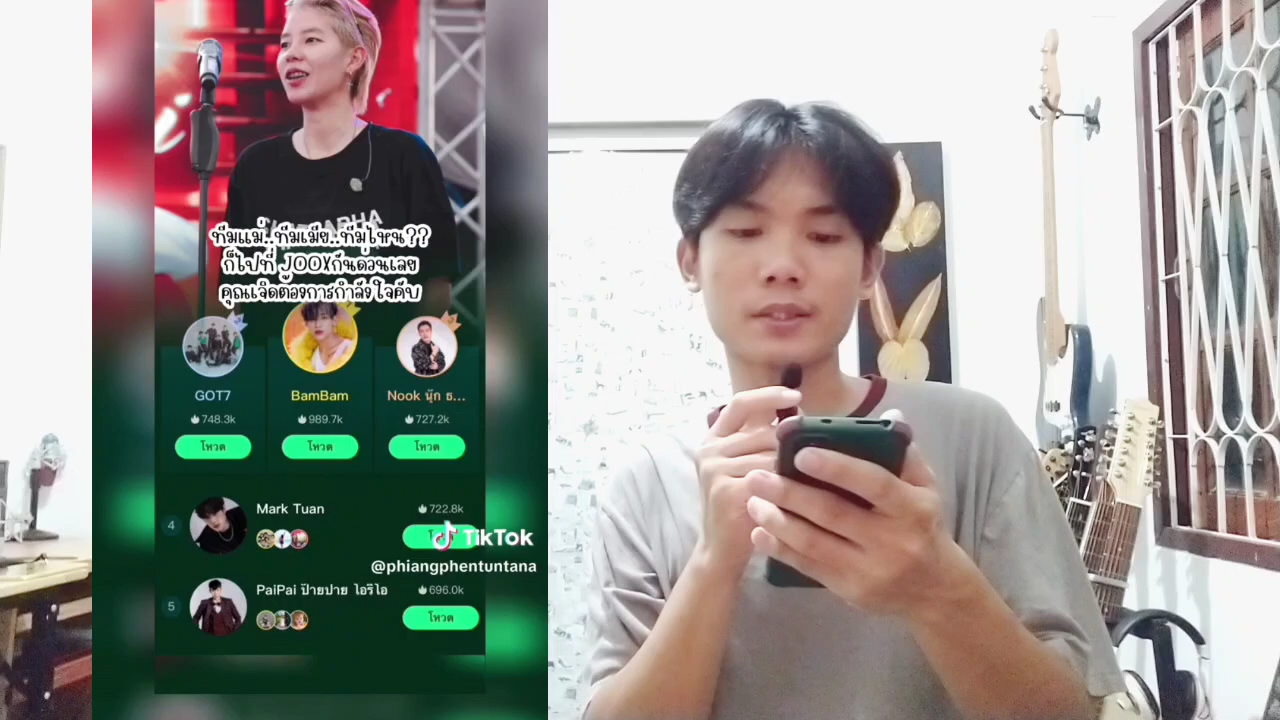 ทีมแม่..ทีมเมีย..ทีมไหน??
ก็ไปที่ JOOXกันด่วนเลย
คุณเจิดต้องการกำลังใจคับ
GOT7
BamBam
Nook นุ๊ก ธ...
748.3k
989.7k
727.2k
โหวต
โหวต
โหวต
4
Mark Tuan
722.8k
TikTok
@phiangphentuntana
5
PaiPai ป๊ายปาย โอริโอ
696.0k
โหวต